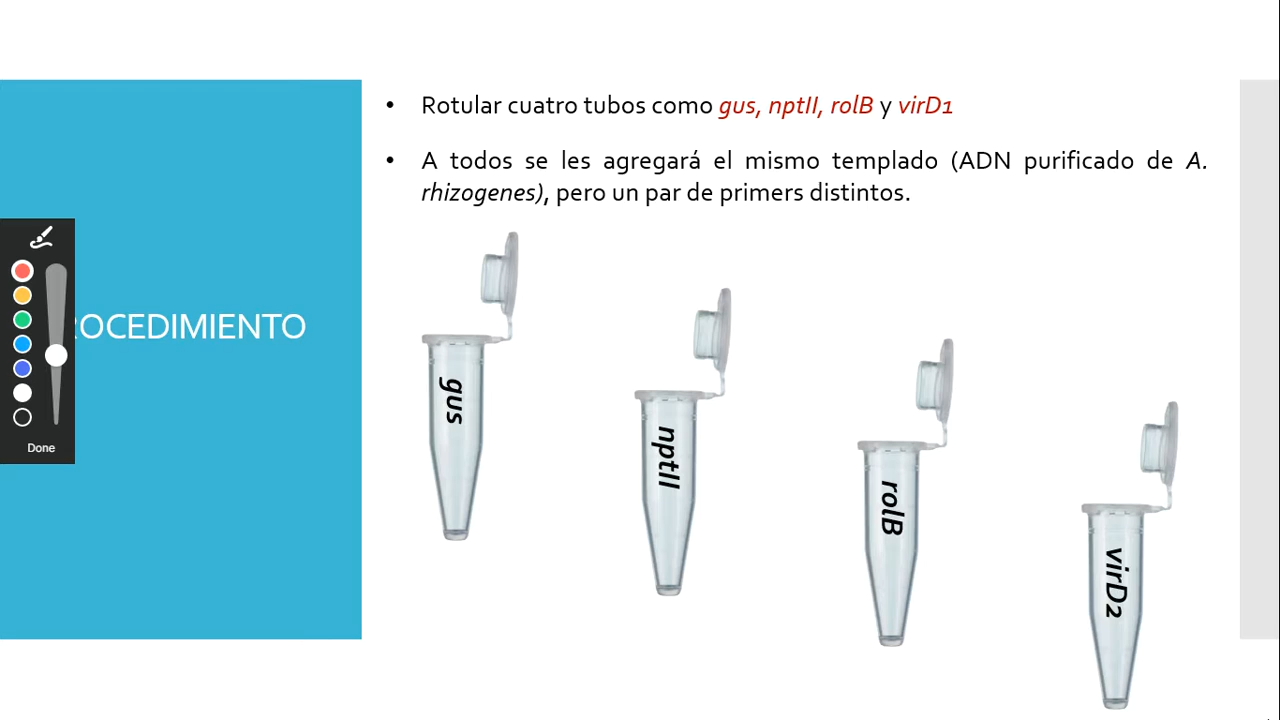 • Rotular cuatro tubos como gus, nptII, rolB y virD1
• A todos se les agregará el mismo templado (ADN purificado de A.
rhizogenes), pero un par de primers distintos.
ROCEDIMIENTO
gus
nptII
rolB
virD2
Done